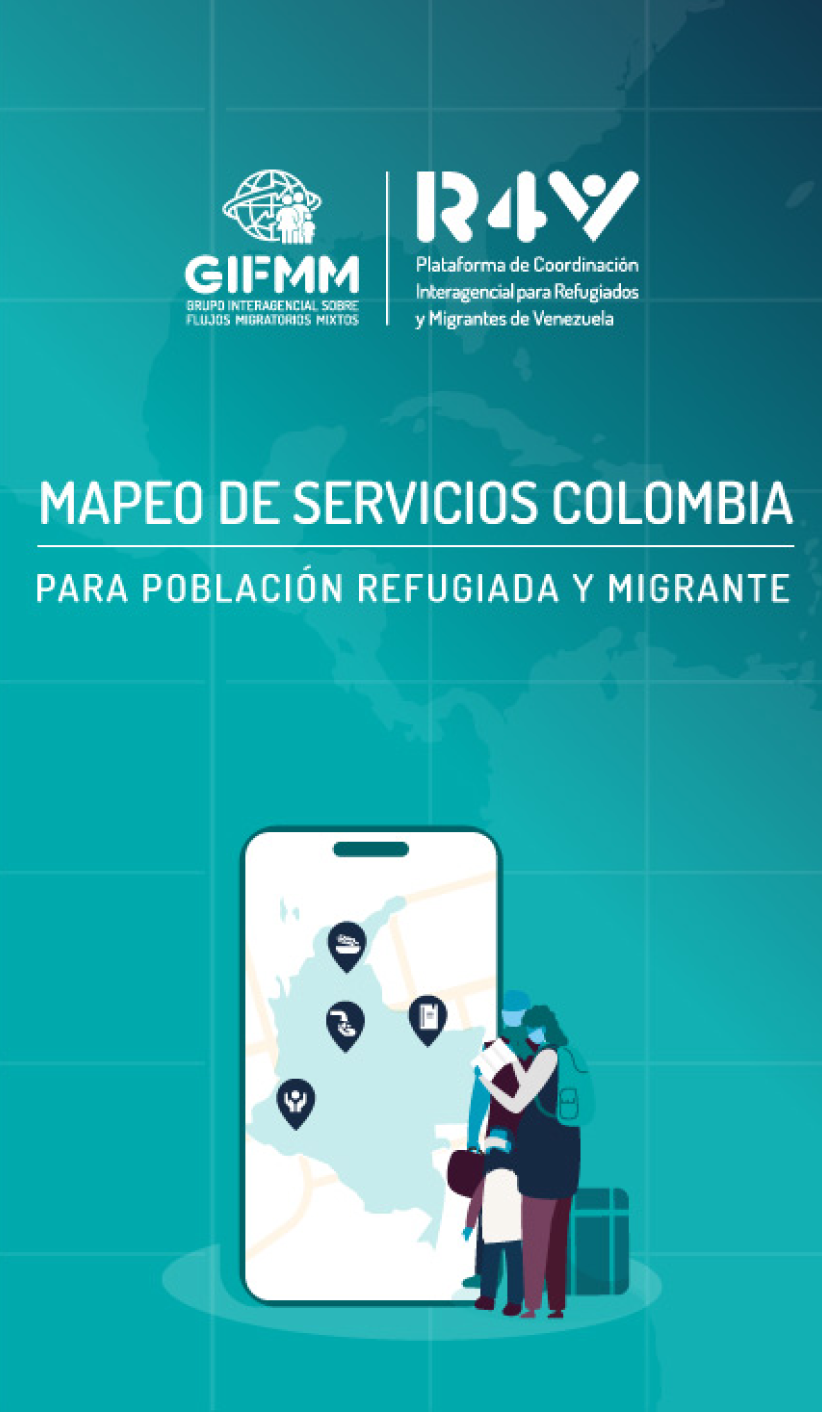 GIFMM
GRUPO INTERAGENCIAL SOBRE
FLUJOS MIGRATORIOS MIXTOS
R4V
Plataforma de Coordinación
Interagencial para Refugiados
y Migrantes de Venezuela
MAPEO DE SERVICIOS COLOMBIA
PARA POBLACIÓN REFUGIADA Y MIGRANTE